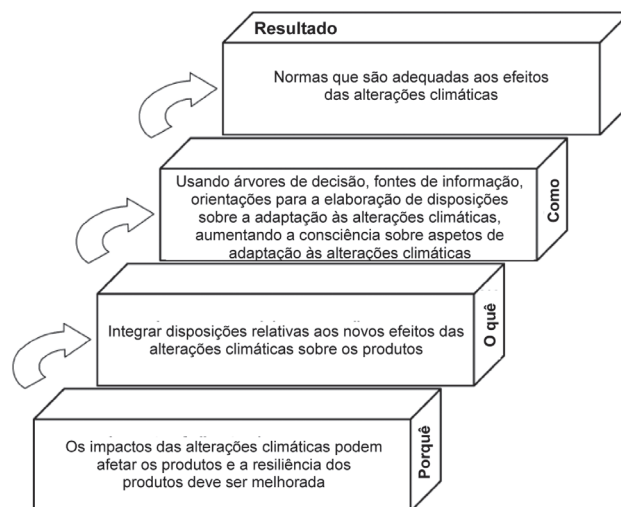 Resultado
Normas que são adequadas aos efeitos
das alterações climáticas
Usando árvores de decisão, fontes de informação,
orientações para a elaboração de disposições
sobre a adaptação às alterações climáticas,
aumentando a consciência sobre aspetos de
adaptação às alterações climáticas
Como
Integrar disposições relativas aos novos efeitos das
alterações climáticas sobre os produtos
O quê
Os impactos das alterações climáticas podem
afetar os produtos e a resiliência dos
produtos deve ser melhorada
Porquê